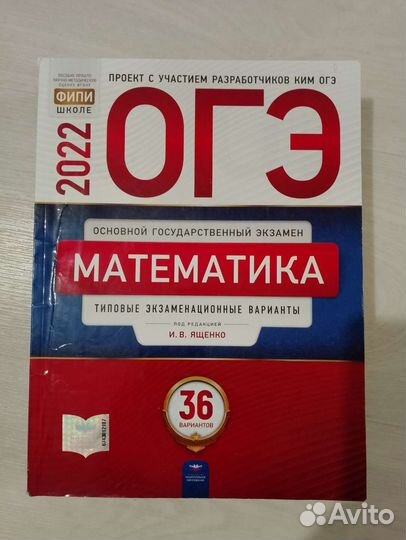 ПРОЕКТ С УЧАСТИЕМ РАЗРАБОТЧИКОВ КИМ ОГЭ
ФИПИ
ШКОЛЕ
2022
ОГЭ
ОСНОВНОЙ ГОСУДАРСТВЕННЫЙ ЭКЗАМЕН
МАТЕМАТИКА
ТИПОВЫЕ ЭКЗАМЕНАЦИОННЫЕ ВАРИАНТЫ
ПОД РЕДАКЦИЕЙ
И. В. ЯЩЕНКО
36
ВАРИАНТОВ
Avito